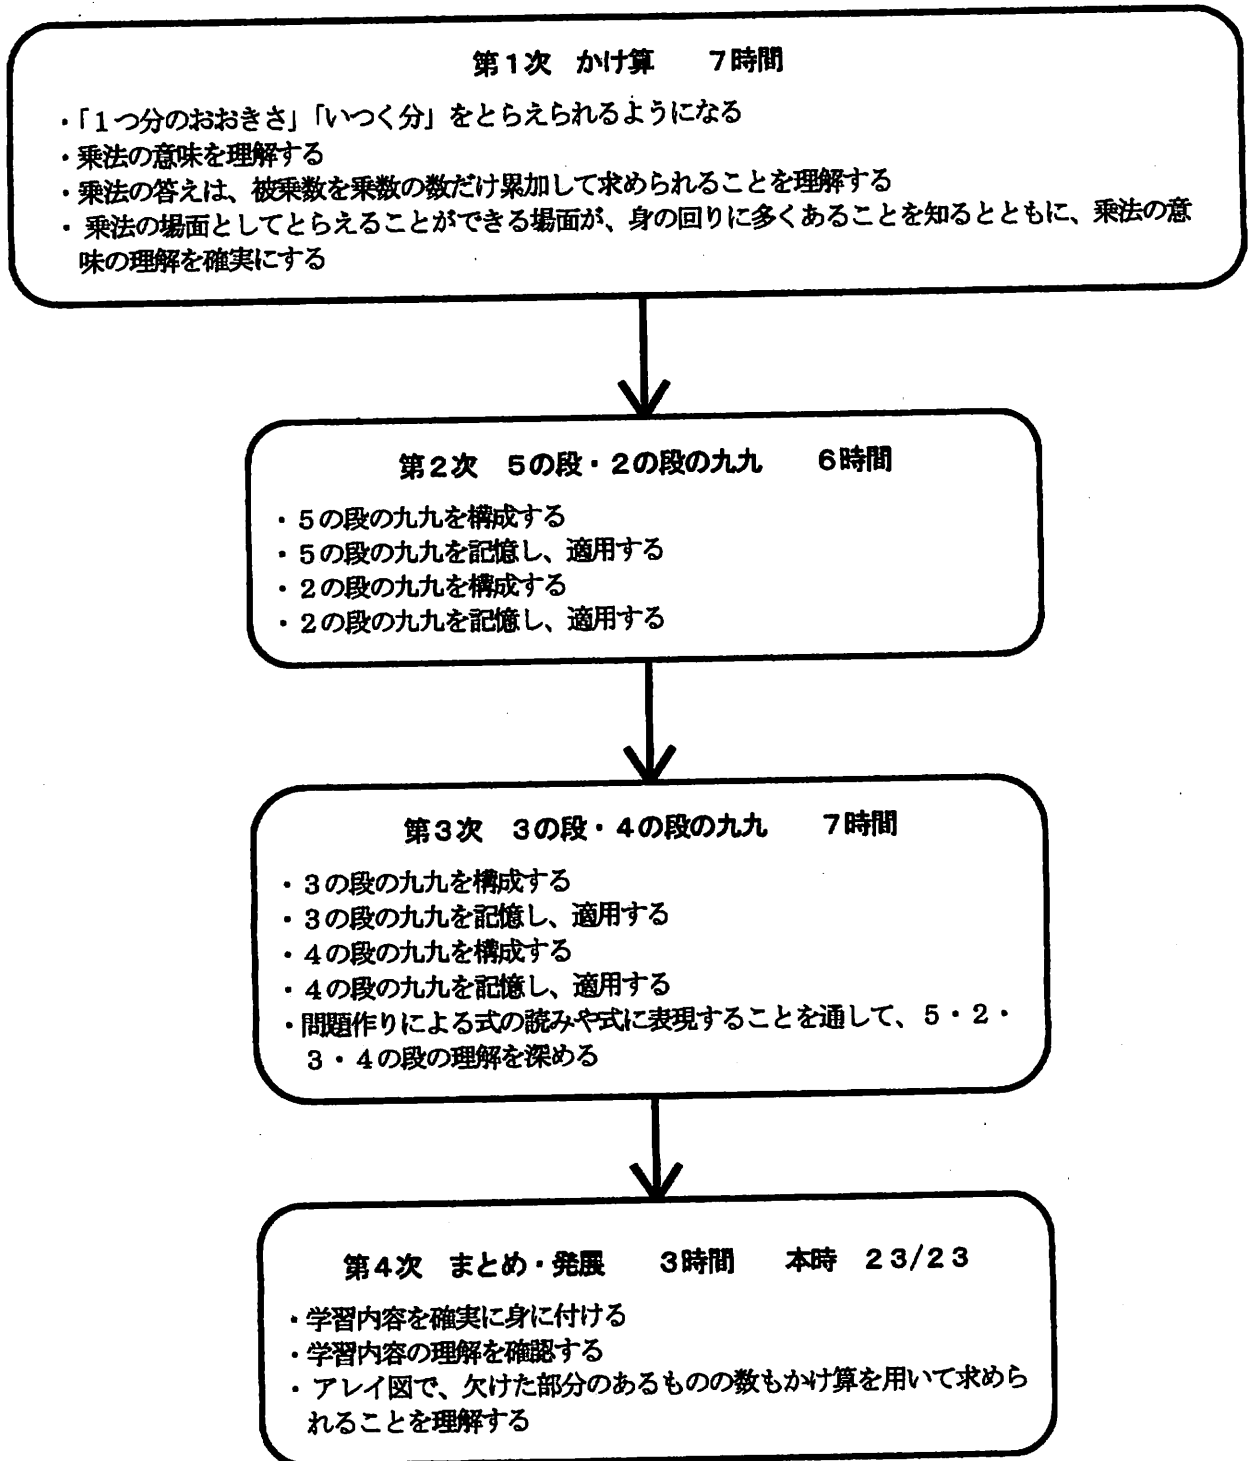 第1次　かけ算　　7時間
・「1つ分のおおきさ」「いつく分」をとらえられるようになる
・乗法の意味を理解する
・乗法の答えは、被乗数を乗数の数だけ累加して求められることを理解する
・乗法の場面としてとらえることができる場面が、身の回りに多くあることを知るとともに、乗法の意
味の理解を確実にする
第2次　5の段・2の段の九九　　6時間
・5の段の九九を構成する
・5の段の九九を記憶し、適用する
・2の段の九九を構成する
・2の段の九九を記憶し、適用する
第3次　3の段・4の段の九九　　7時間
・3の段の九九を構成する
・3の段の九九を記憶し、適用する
・4の段の九九を構成する
・4の段の九九を記憶し、適用する
・問題作りによる式の読みや式に表現することを通して、5・2・
3・4の段の理解を深める
第4次　まとめ・発展　　3時間　　本時　23/23
・学習内容を確実に身に付ける
・学習内容の理解を確認する
・アレイ図で、欠けた部分のあるものの数もかけ算を用いて求めら
れることを理解する